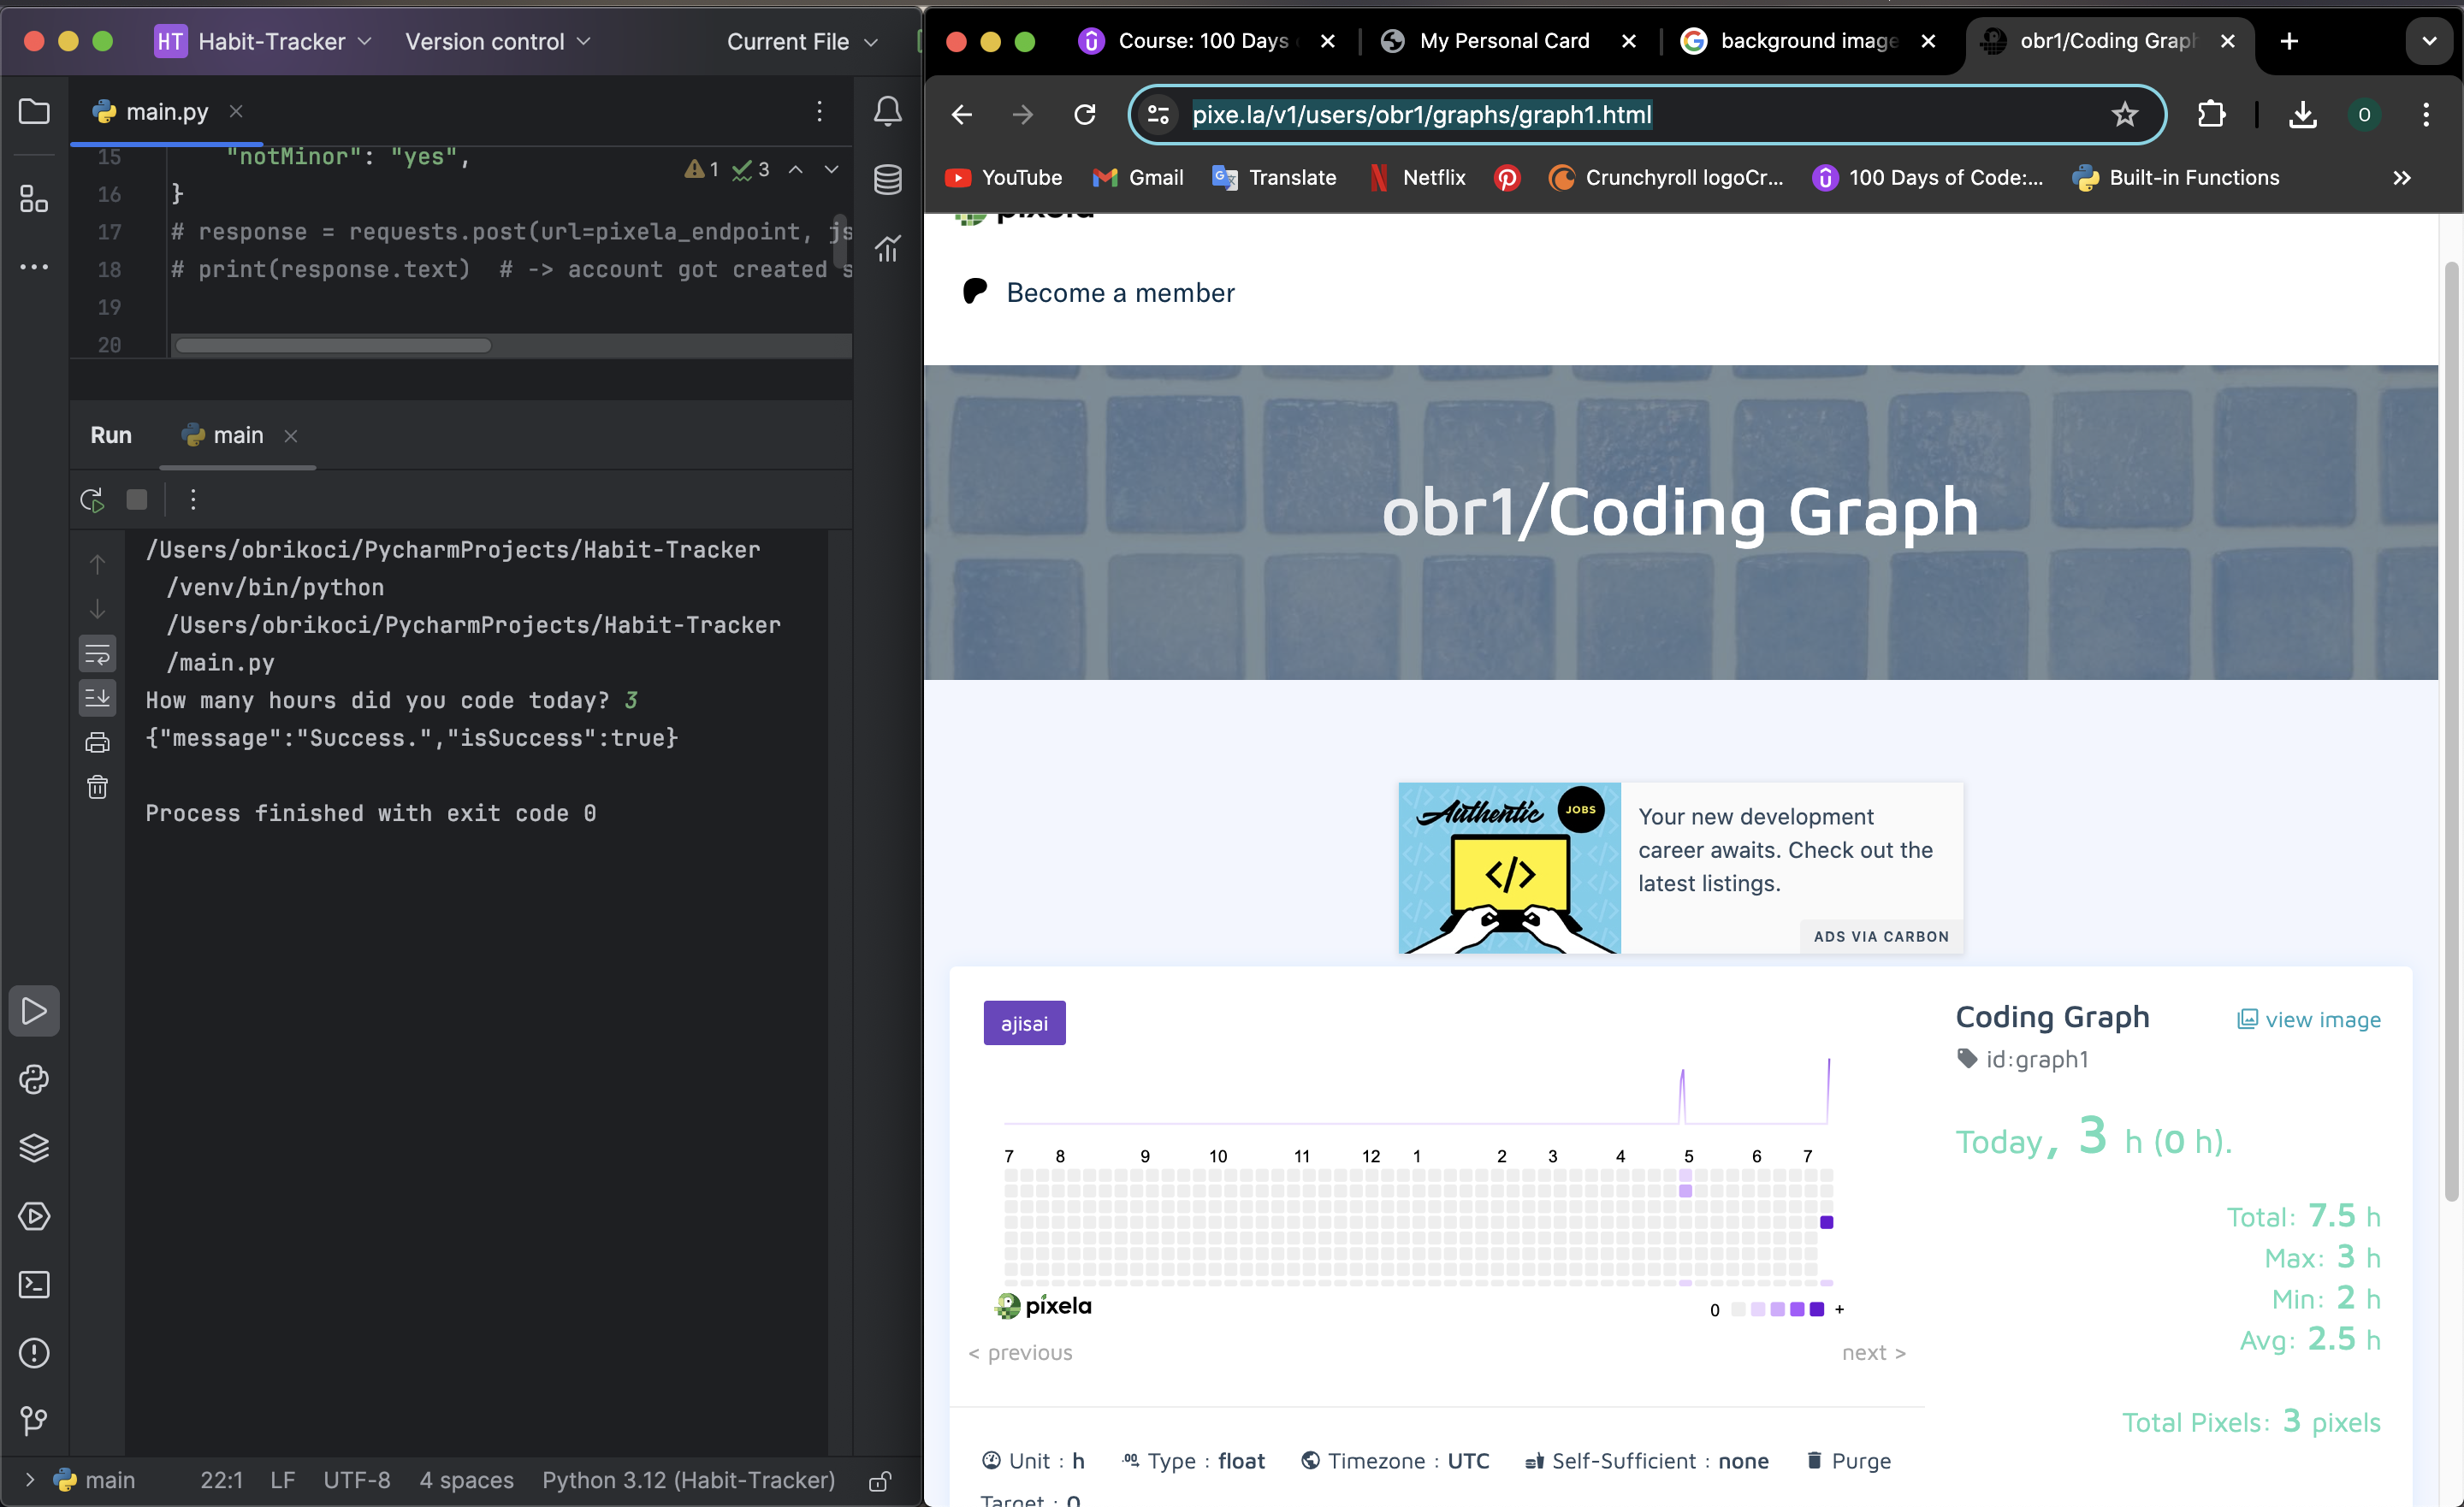 HT Habit-Tracker Version control Current File
main.py
15 "notMinor": "yes",
1 3
16 }
17 # response = requests.post(url=pixela_endpoint, js
18 # print(response.text)  # -> account got created s
19
20
Run main
/Users/obrikoci/PycharmProjects/Habit-Tracker
/venv/bin/python
/Users/obrikoci/PycharmProjects/Habit-Tracker
/main.py
How many hours did you code today? 3
{"message":"Success.","isSuccess":true}
Process finished with exit code 0
main 22:1 LF UTF-8 4 spaces Python 3.12 (Habit-Tracker)
Course: 100 Days My Personal Card background image obr1/Coding Graph
pixe.la/v1/users/obr1/graphs/graph1.html
O
YouTube Gmail Translate Netflix Crunchyroll logoCr... 100 Days of Code:... Built-in Functions
pixela
Become a member
obr1/Coding Graph
Authentic JOBS
Your new development
career awaits. Check out the
latest listings.
ADS VIA CARBON
ajisai
7 8 9 10 11 12 1 2 3 4 5 6 7
pixela
0 +
< previous next >
Coding Graph view image
id:graph1
Today, 3 h (0 h).
Total: 7.5 h
Max: 3 h
Min: 2 h
Avg: 2.5 h
Total Pixels: 3 pixels
Unit : h .00 Type : float Timezone : UTC Self-Sufficient : none Purge
Target : 0